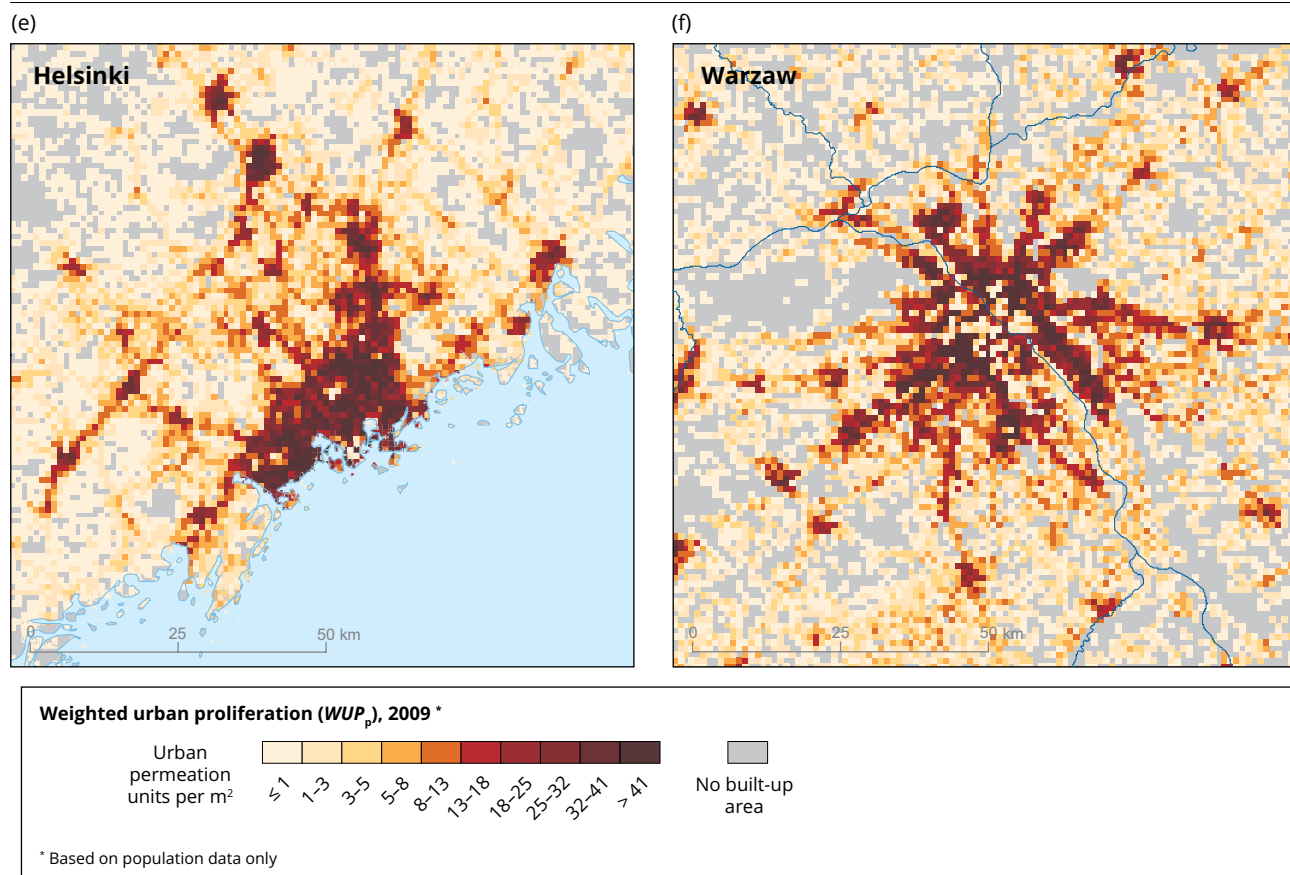 (e)
Helsinki
0 25 50 km
(f)
Warzaw
0 25 50 km
Weighted urban proliferation (WUPp), 2009 *
Urban
permeation
units per m²
≤ 1 1–3 3–5 5–8 8–13 13–18 18–25 25–32 32–41 > 41
No built-up
area
* Based on population data only